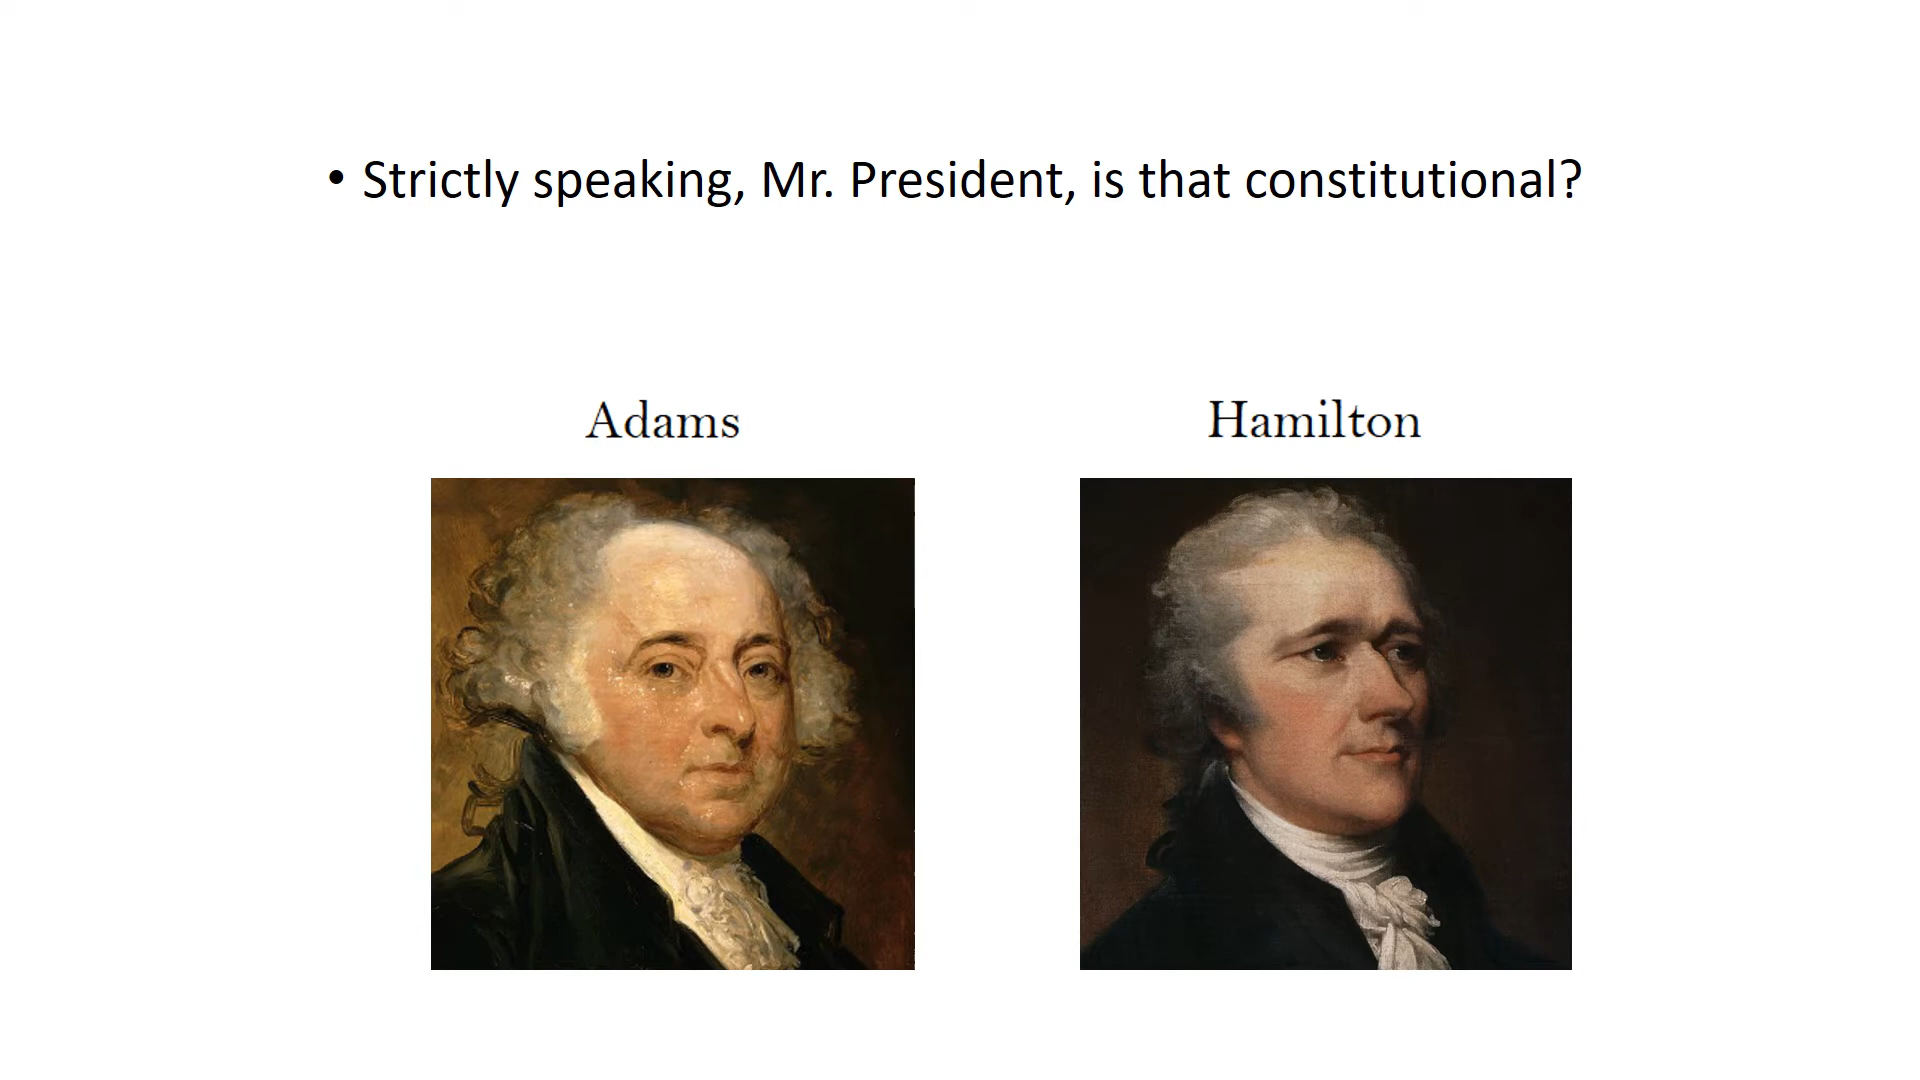 • Strictly speaking, Mr. President, is that constitutional?
Adams
Hamilton